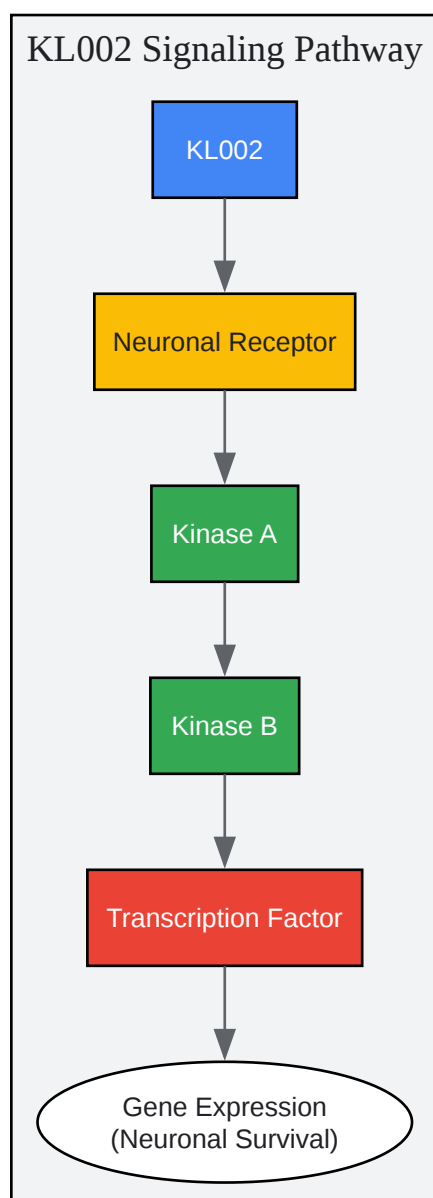 KL002 Signaling Pathway
KL002
Neuronal Receptor
Kinase A
Kinase B
Transcription Factor
Gene Expression
(Neuronal Survival)